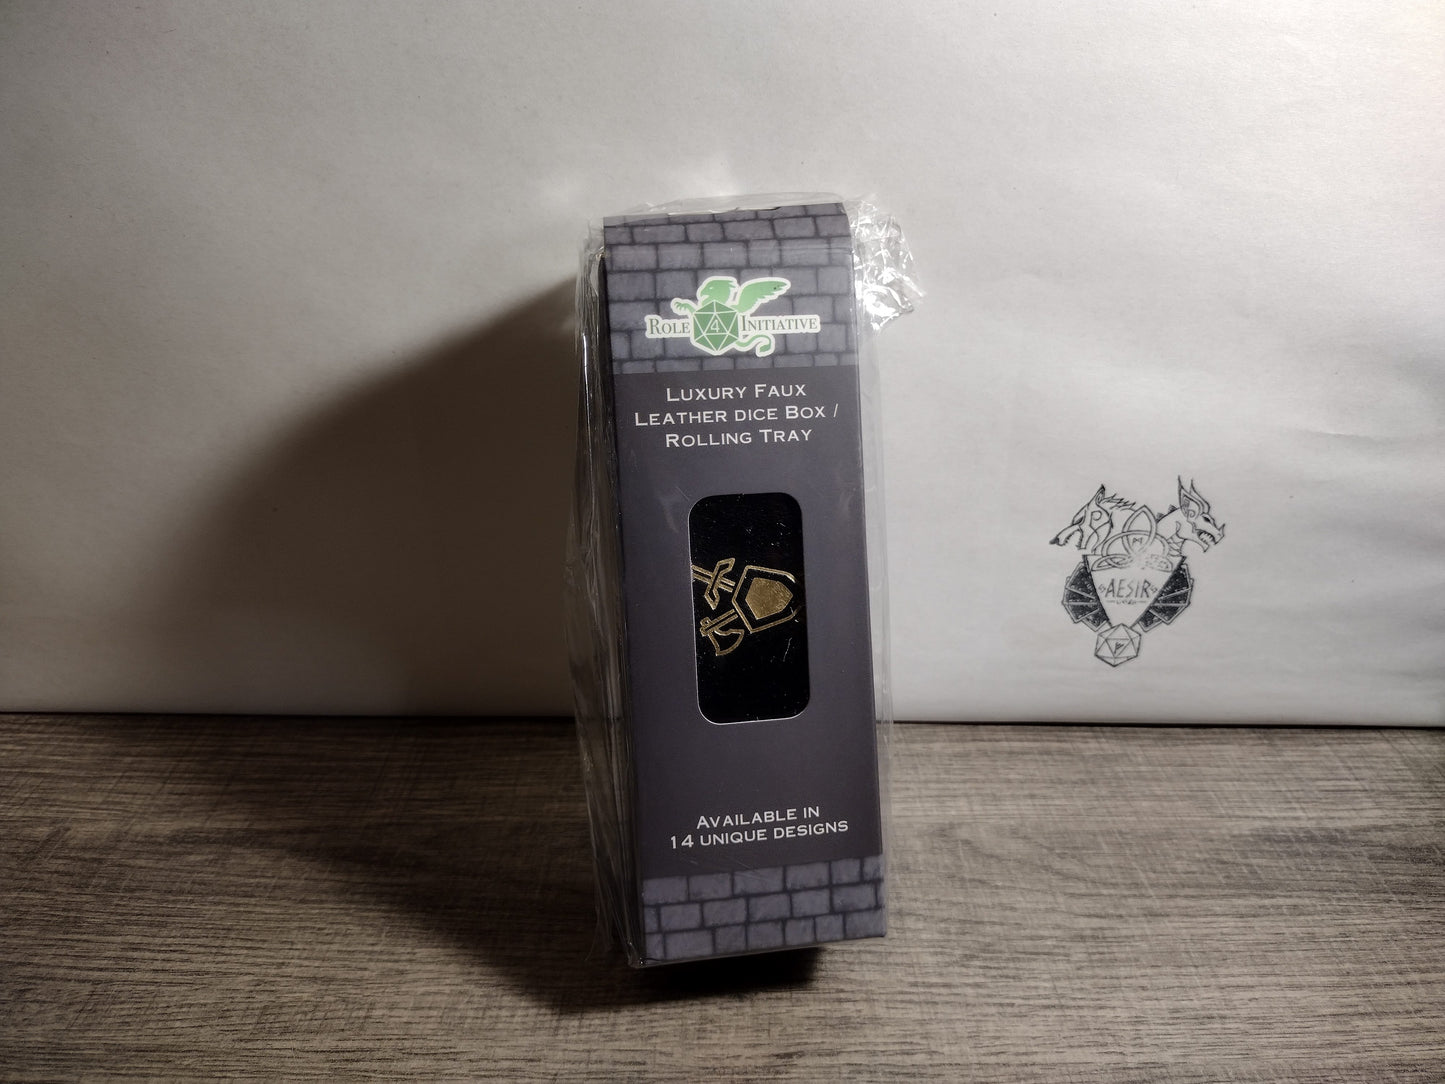 ROLE 4 INITIATIVE
LUXURY FAUX
LEATHER DICE BOX /
ROLLING TRAY
AVAILABLE IN
14 UNIQUE DESIGNS
AESIR